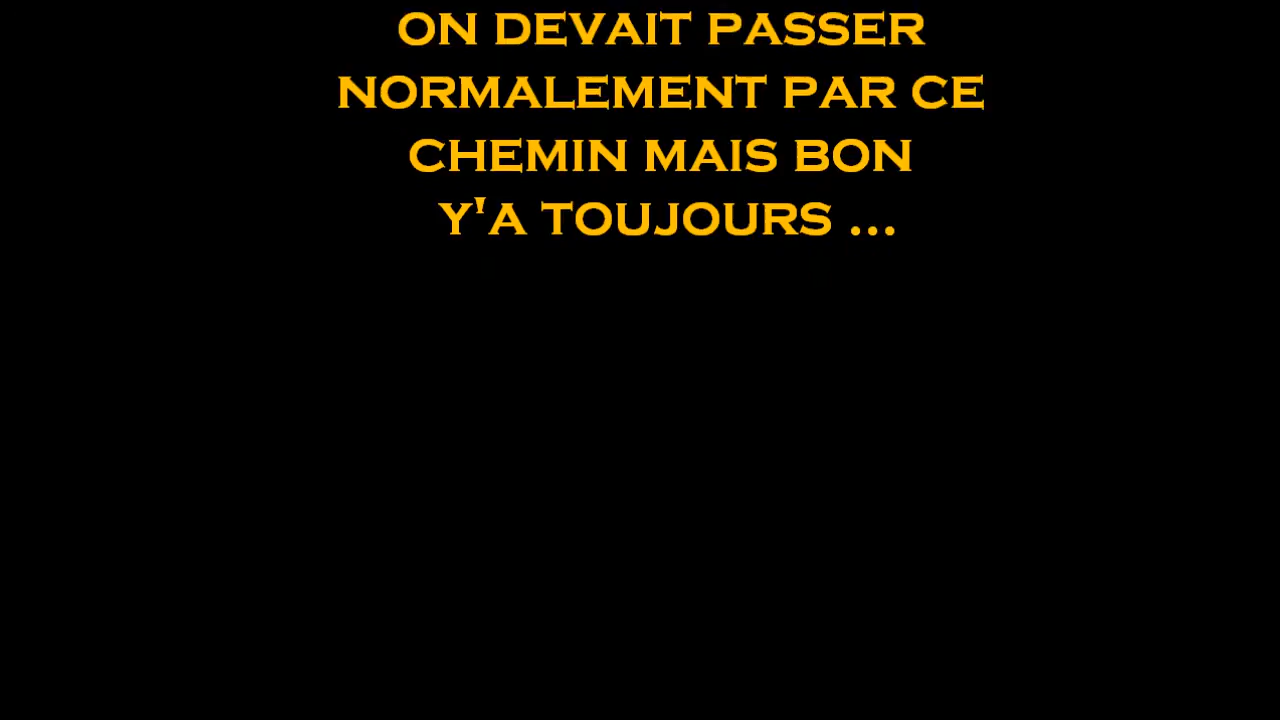 ON DEVAIT PASSER
NORMALEMENT PAR CE
CHEMIN MAIS BON
Y'A TOUJOURS ...